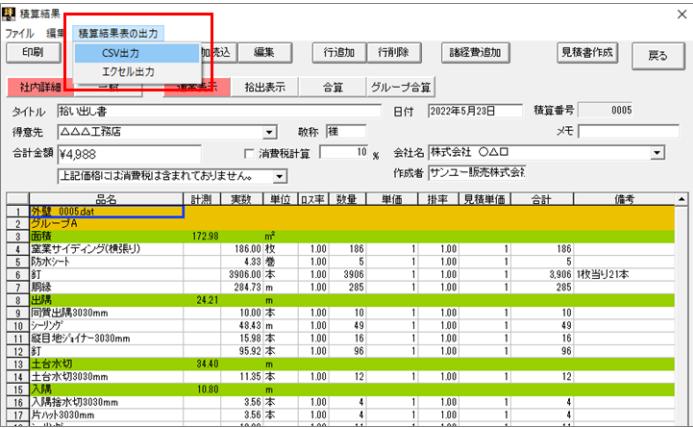 積算結果
ファイル 編集 積算結果表の出力
CSV出力
エクセル出力
印刷 加売込 編集 行追加 行削除 諸経費追加 見積書作成 戻る
社内詳細 一般 通常表示 拾出表示 合算 グループ合算
タイトル 拾い出し書 日付 2022年5月23日 積算番号 0005
得意先 △△△工務店 敬称 様 メモ
合計金額 ¥4,988 消費税計算 10 % 会社名 株式会社 〇△□
上記価格には消費税は含まれておりません。 作成者 サンユー販売株式会社
品名 計測 実数 単位 ロス率 数量 単価 掛率 見積単価 合計 備考
1 外壁 0005.dat
2 グループA
3 面積 172.98 m²
4 窯業サイディング(横張り) 186.00 枚 1.00 186 1 1.00 1 186
5 防水シート 4.33 巻 1.00 5 1 1.00 1 5
6 釘 3906.00 本 1.00 3906 1 1.00 1 3,906 1枚当り21本
7 胴縁 284.73 m 1.00 285 1 1.00 1 285
8 出隅 24.21 m
9 同質出隅3030mm 10.00 本 1.00 10 1 1.00 1 10
10 シーリング 48.43 m 1.00 49 1 1.00 1 49
11 縦目地ジョイナー3030mm 15.98 本 1.00 16 1 1.00 1 16
12 釘 95.92 本 1.00 96 1 1.00 1 96
13 土台水切 34.40 m
14 土台水切3030mm 11.35 本 1.00 12 1 1.00 1 12
15 入隅 10.80 m
16 入隅捨水切3030mm 3.56 本 1.00 4 1 1.00 1 4
17 片ハット3030mm 3.56 本 1.00 4 1 1.00 1 4